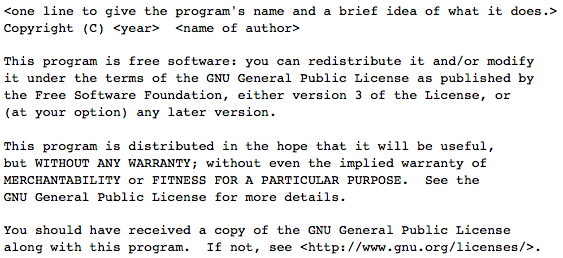 <one line to give the program's name and a brief idea of what it does.>
Copyright (C) <year>  <name of author>

This program is free software: you can redistribute it and/or modify
it under the terms of the GNU General Public License as published by
the Free Software Foundation, either version 3 of the License, or
(at your option) any later version.

This program is distributed in the hope that it will be useful,
but WITHOUT ANY WARRANTY; without even the implied warranty of
MERCHANTABILITY or FITNESS FOR A PARTICULAR PURPOSE.  See the
GNU General Public License for more details.

You should have received a copy of the GNU General Public License
along with this program.  If not, see <http://www.gnu.org/licenses/>.